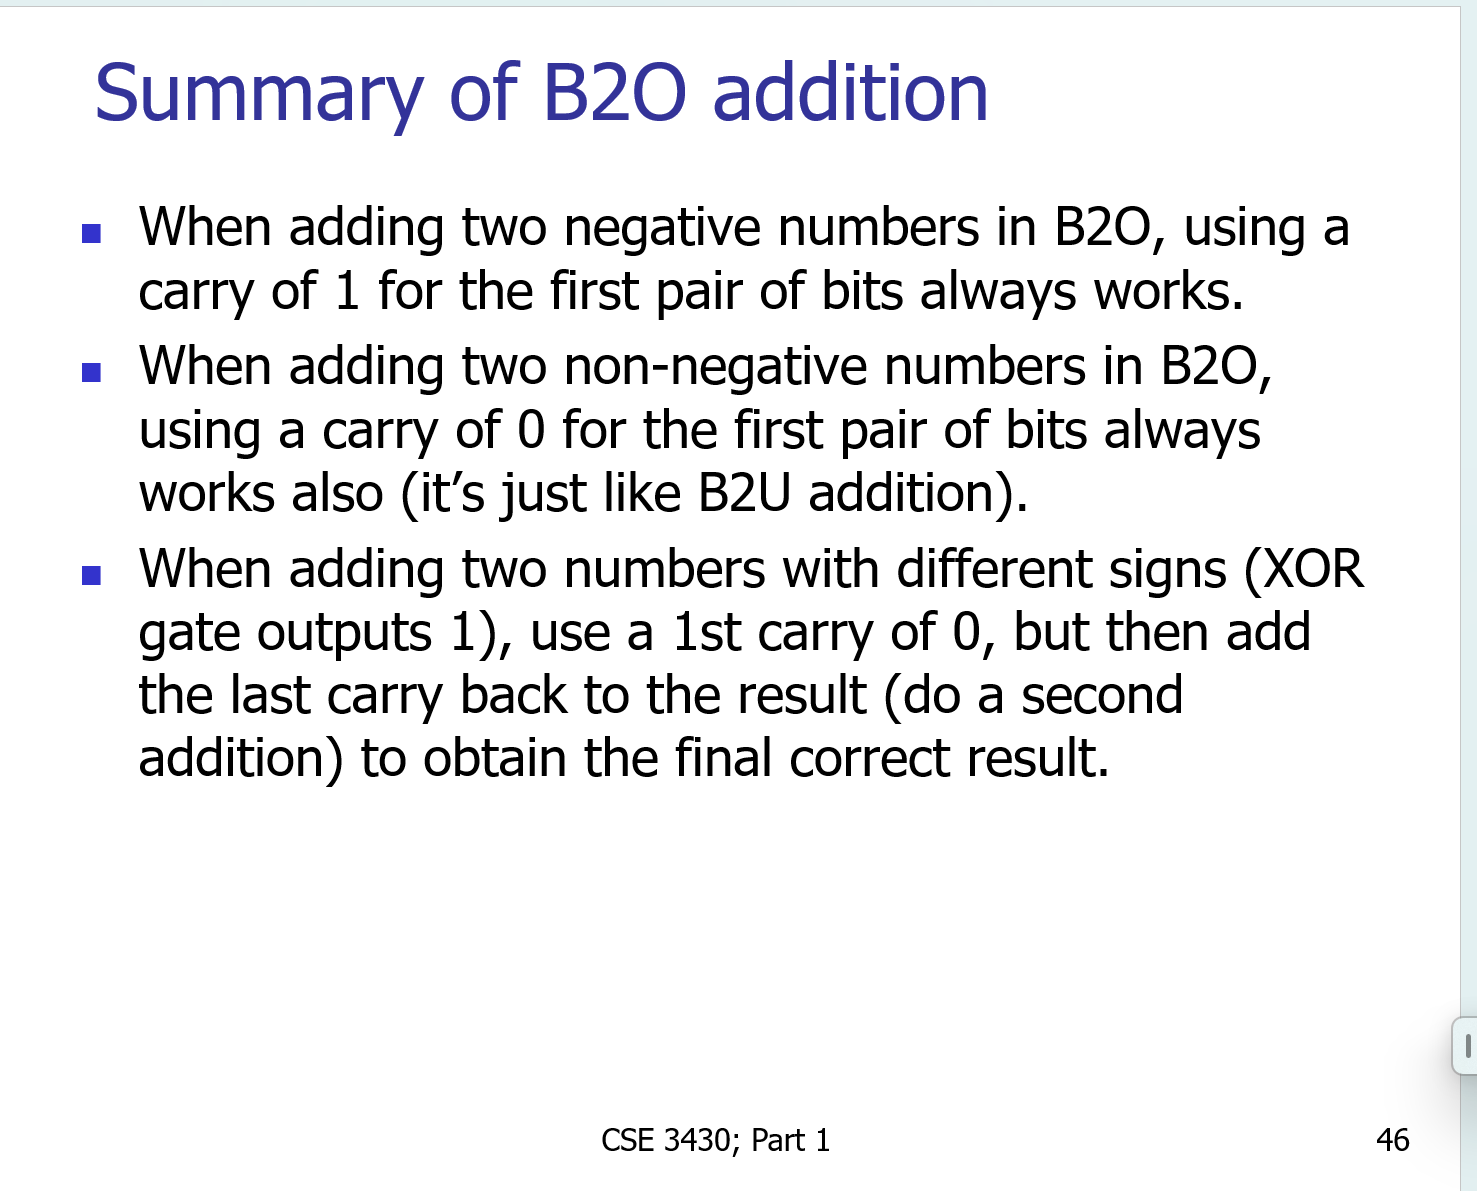 Summary of B2O addition
When adding two negative numbers in B2O, using a
carry of 1 for the first pair of bits always works.
When adding two non-negative numbers in B2O,
using a carry of 0 for the first pair of bits always
works also (it’s just like B2U addition).
When adding two numbers with different signs (XOR
gate outputs 1), use a 1st carry of 0, but then add
the last carry back to the result (do a second
addition) to obtain the final correct result.
CSE 3430; Part 1
46